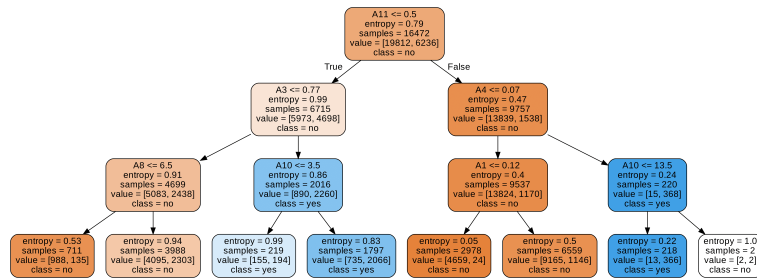 A11 <= 0.5
entropy = 0.79
samples = 16472
value = [19812, 6236]
class = no
True
False
A3 <= 0.77
entropy = 0.99
samples = 6715
value = [5973, 4698]
class = no
A4 <= 0.07
entropy = 0.47
samples = 9757
value = [13839, 1538]
class = no
A8 <= 6.5
entropy = 0.91
samples = 4699
value = [5083, 2438]
class = no
A10 <= 3.5
entropy = 0.86
samples = 2016
value = [890, 2260]
class = yes
A1 <= 0.12
entropy = 0.4
samples = 9537
value = [13824, 1170]
class = no
A10 <= 13.5
entropy = 0.24
samples = 220
value = [15, 368]
class = yes
entropy = 0.53
samples = 711
value = [988, 135]
class = no
entropy = 0.94
samples = 3988
value = [4095, 2303]
class = no
entropy = 0.99
samples = 219
value = [155, 194]
class = yes
entropy = 0.83
samples = 1797
value = [735, 2066]
class = yes
entropy = 0.05
samples = 2978
value = [4659, 24]
class = no
entropy = 0.5
samples = 6559
value = [9165, 1146]
class = no
entropy = 0.22
samples = 218
value = [13, 366]
class = yes
entropy = 1.0
samples = 2
value = [2, 2]
class = no